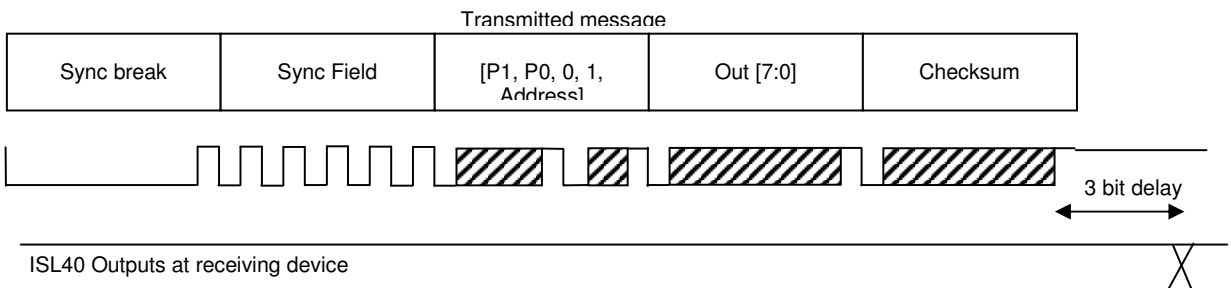 Transmitted message
Sync break
Sync Field
[P1, P0, 0, 1,
Address]
Out [7:0]
Checksum
3 bit delay
ISL40 Outputs at receiving device